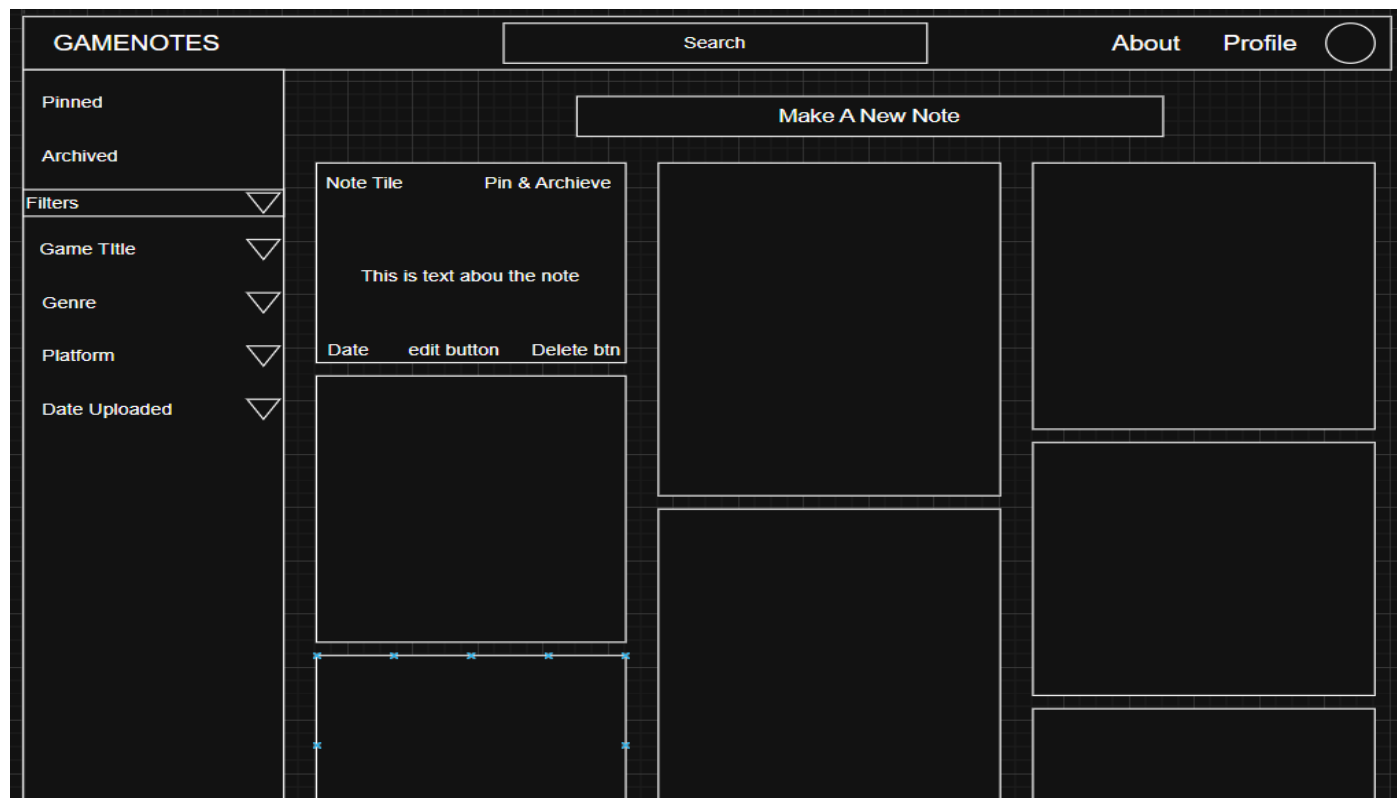 GAMENOTES
Search
About
Profile
Pinned
Archived
Filters
Game TItle
Genre
Platform
Date Uploaded
Make A New Note
Note Tile
Pin & Archieve
This is text abou the note
Date
edit button
Delete btn